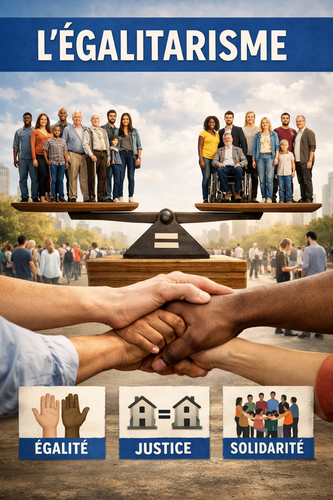 L'ÉGALITARISME
=
=
ÉGALITÉ
JUSTICE
SOLIDARITÉ